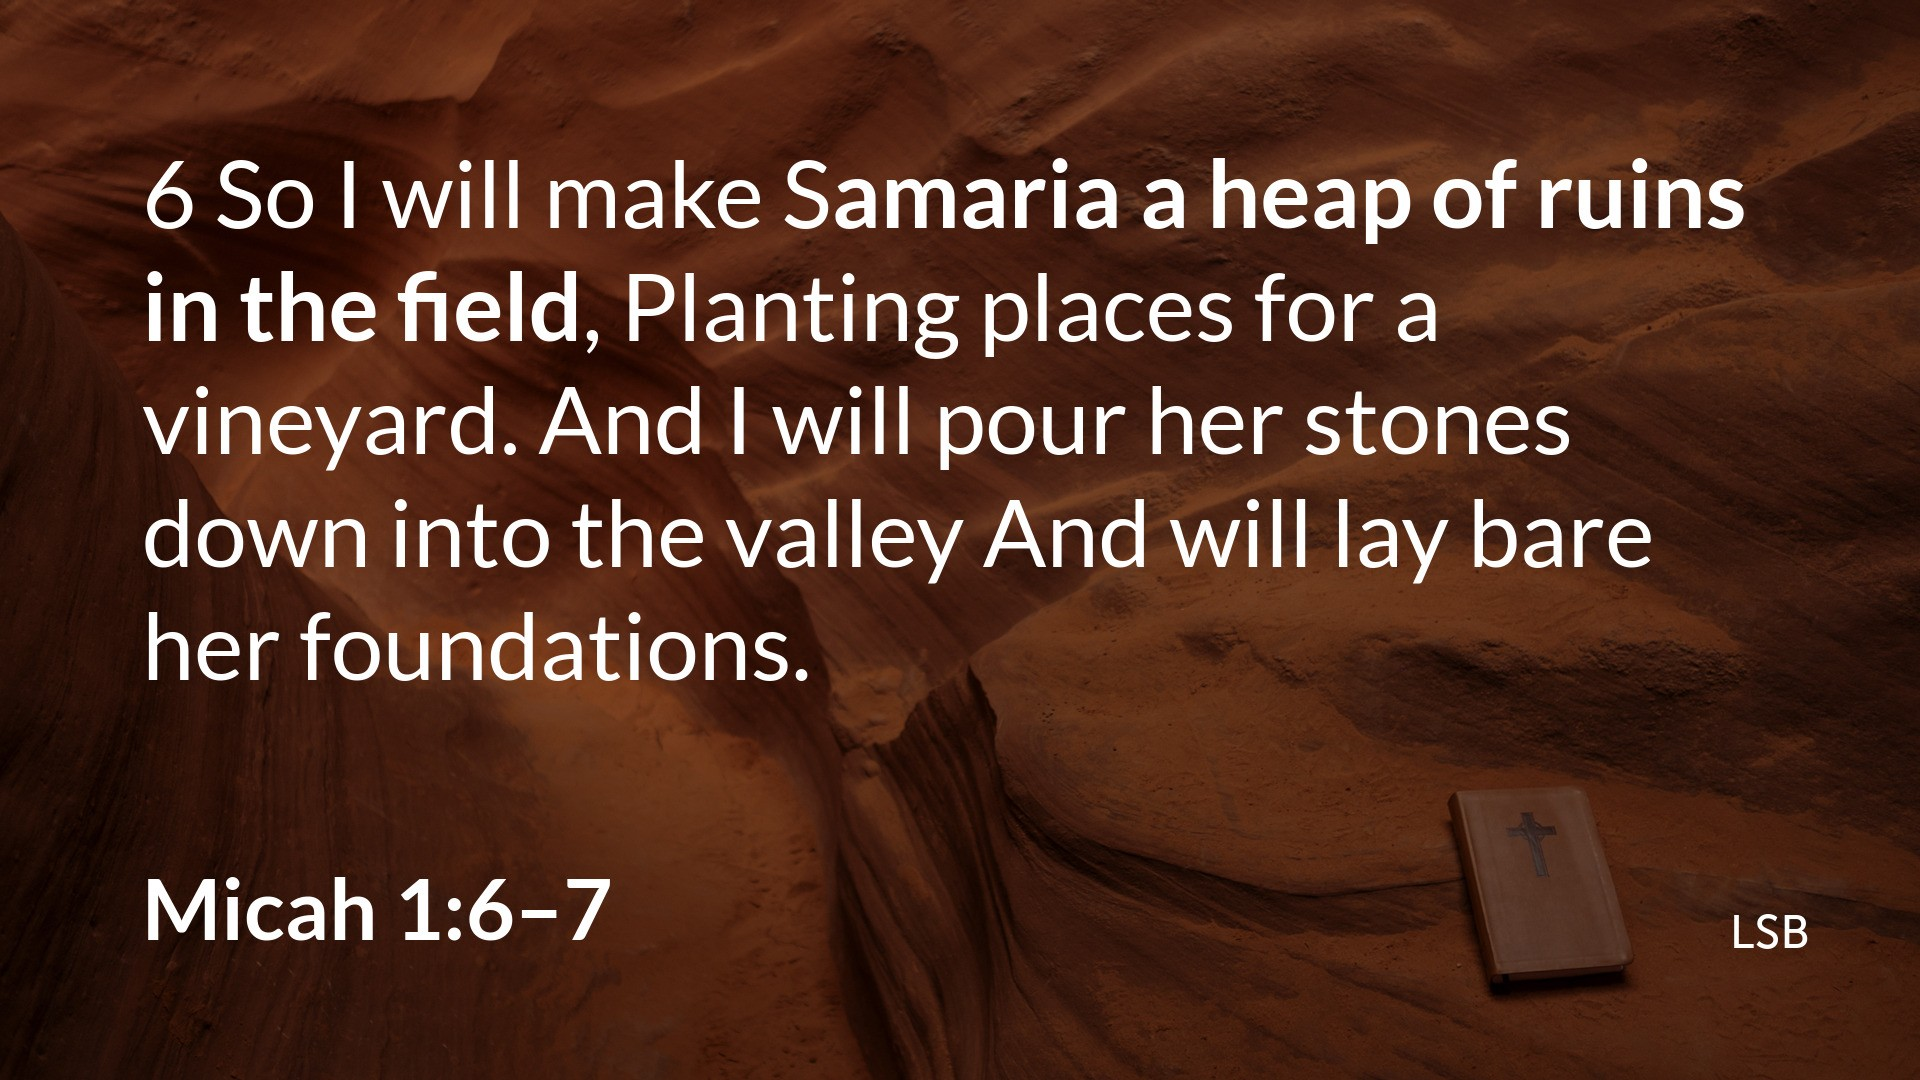 6 So I will make Samaria a heap of ruins
in the field, Planting places for a
vineyard. And I will pour her stones
down into the valley And will lay bare
her foundations.
Micah 1:6–7
LSB